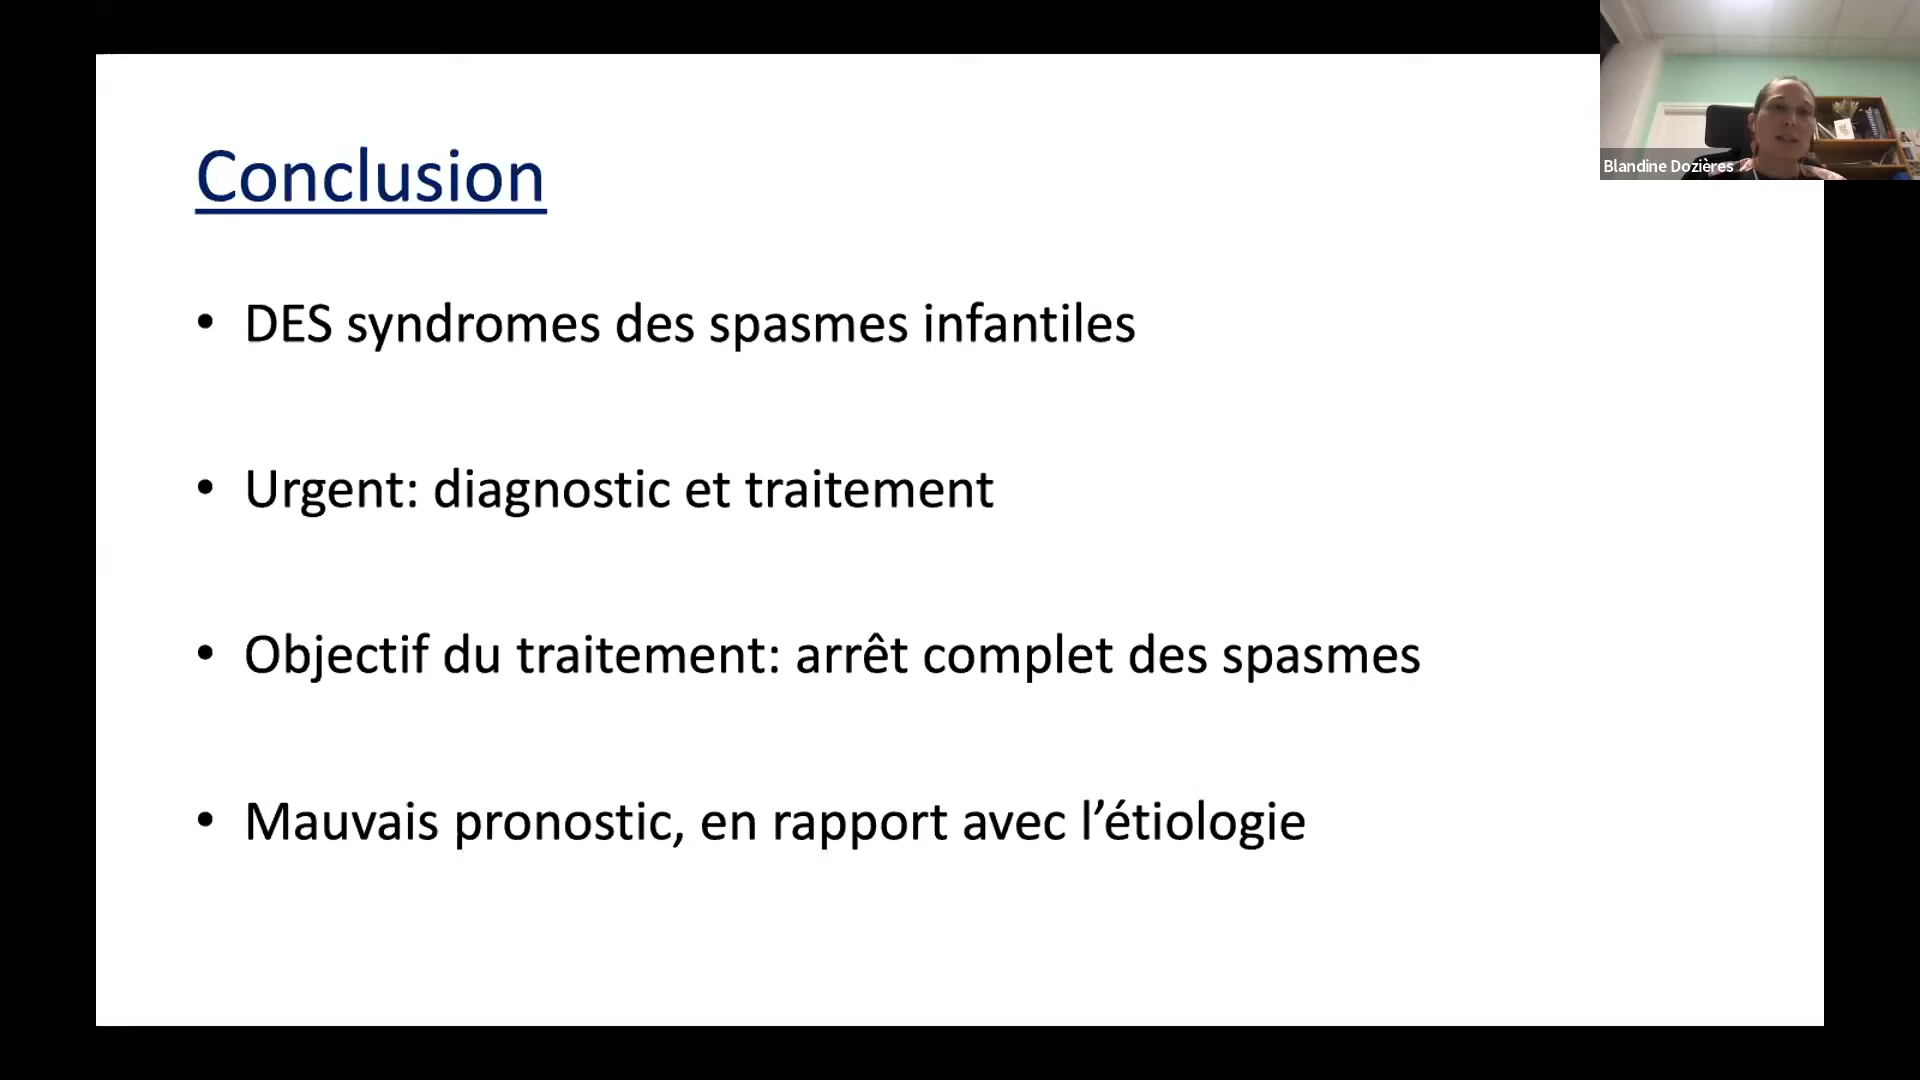 Conclusion
• DES syndromes des spasmes infantiles
• Urgent: diagnostic et traitement
• Objectif du traitement: arrêt complet des spasmes
• Mauvais pronostic, en rapport avec l’étiologie
Blandine Dozières